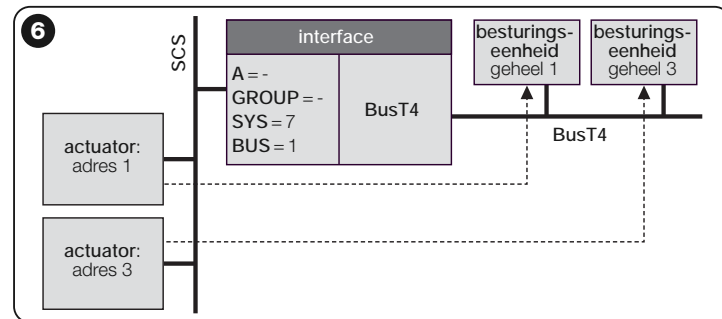 6
SCS
interface
A = -
GROUP = -
SYS = 7
BUS = 1
BusT4
besturings-
eenheid
geheel 1
besturings-
eenheid
geheel 3
BusT4
actuator:
adres 1
actuator:
adres 3